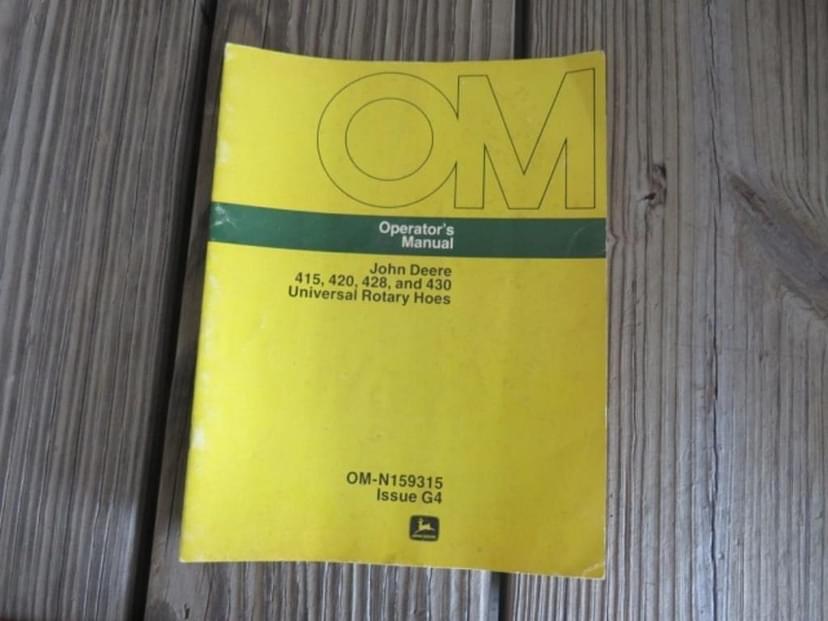 OM
Operator's
Manual
John Deere
415, 420, 428, and 430
Universal Rotary Hoes
OM-N159315
Issue G4